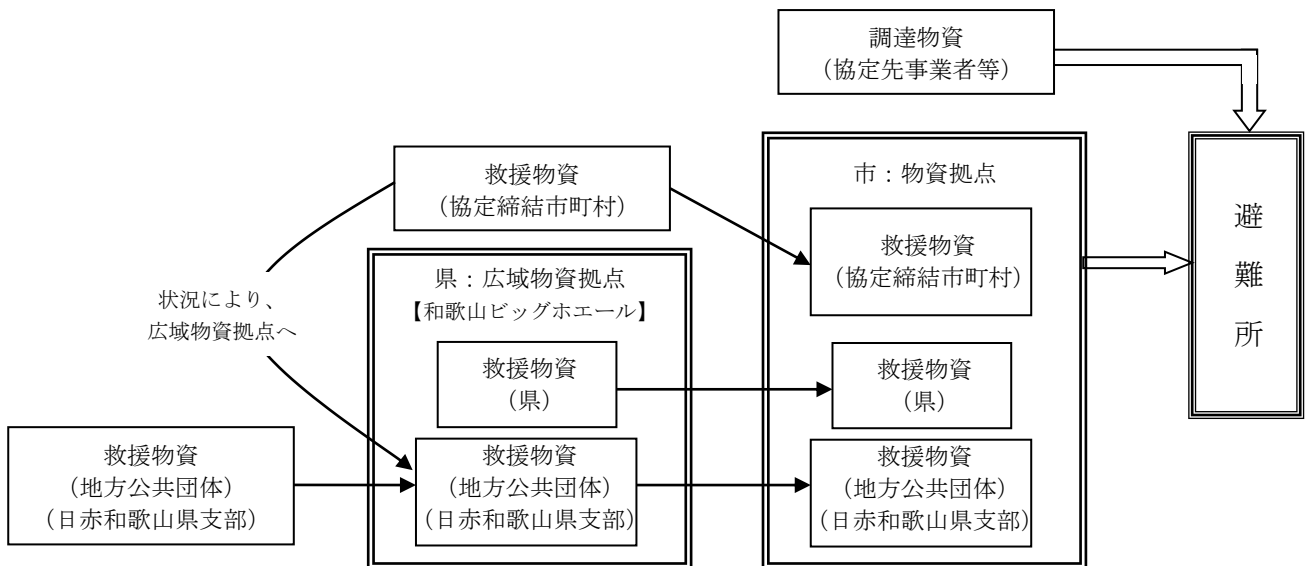 調達物資
（協定先事業者等）
救援物資
（協定締結市町村）
市：物資拠点
避
難
所
救援物資
（協定締結市町村）
県：広域物資拠点
【和歌山ビッグホエール】
状況により、
広域物資拠点へ
救援物資
（県）
救援物資
（県）
救援物資
（地方公共団体）
（日赤和歌山県支部）
救援物資
（地方公共団体）
（日赤和歌山県支部）
救援物資
（地方公共団体）
（日赤和歌山県支部）